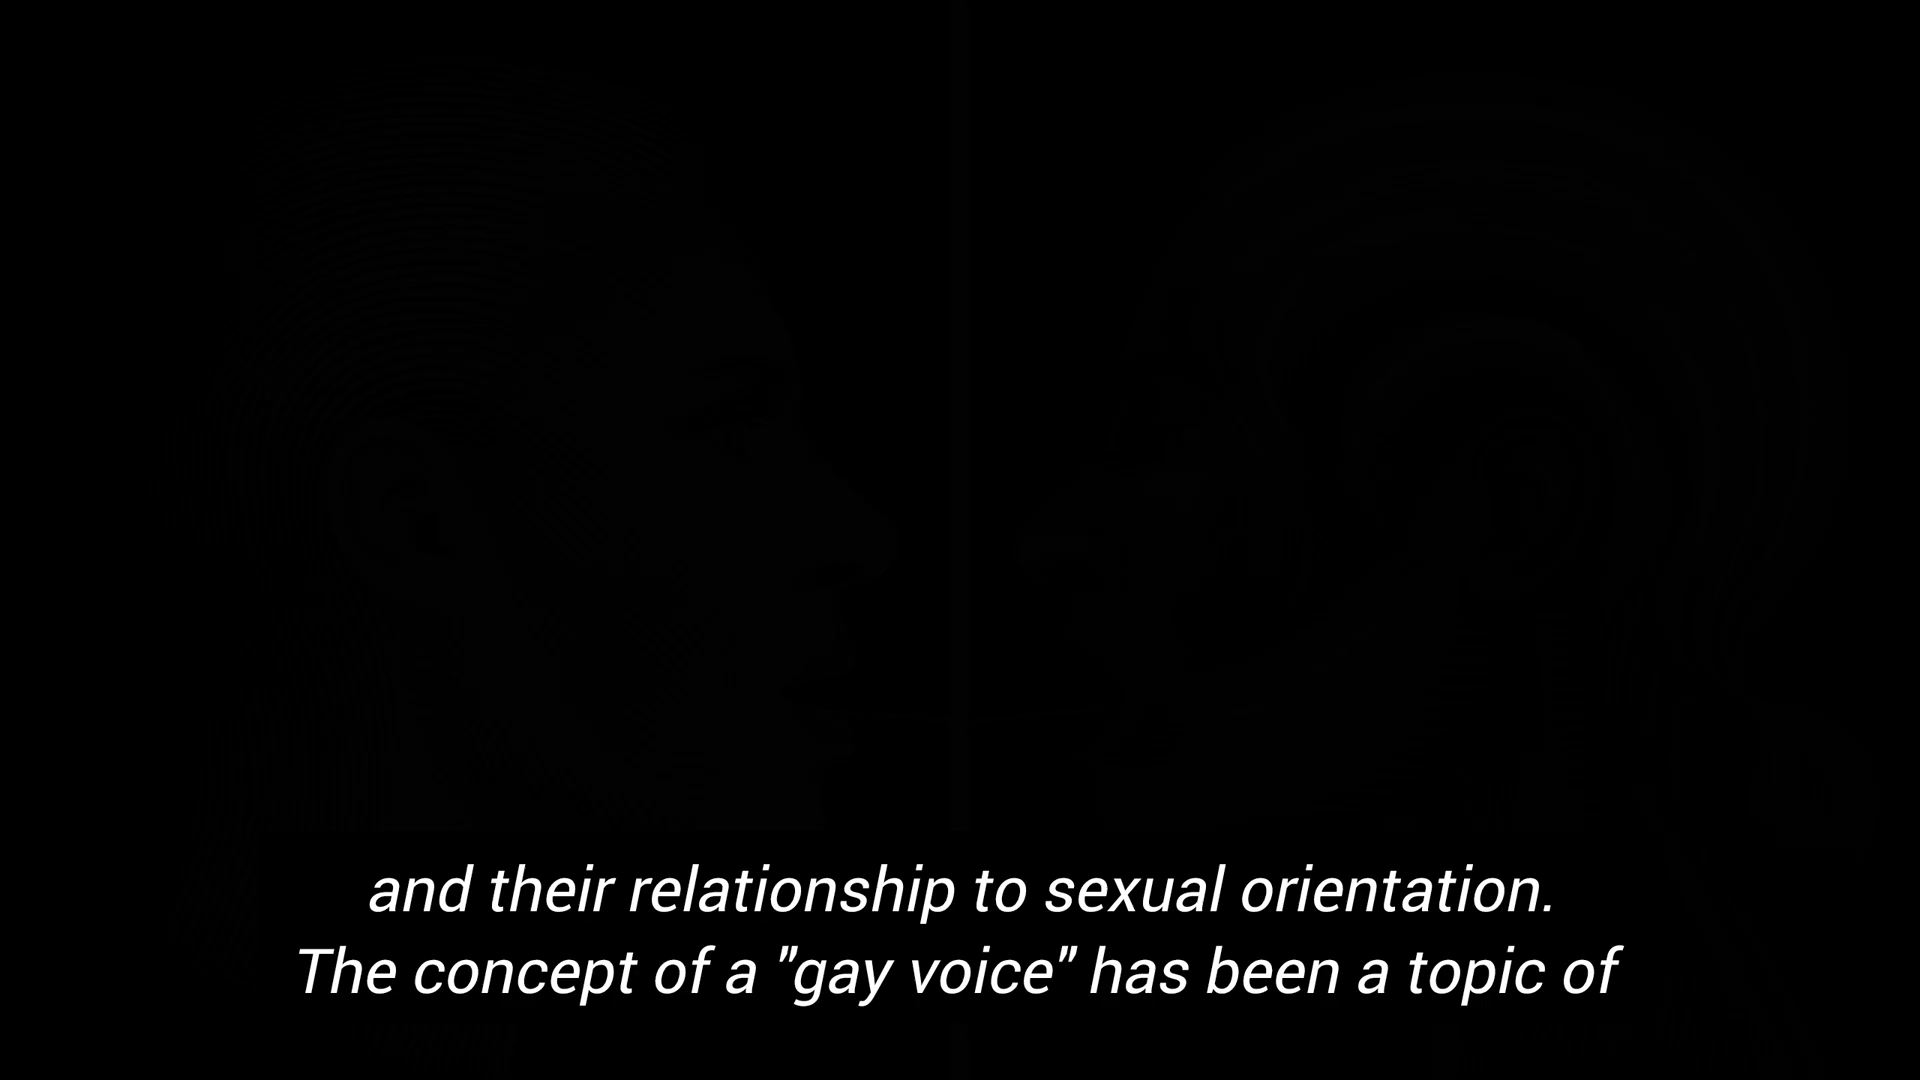 and their relationship to sexual orientation.
The concept of a "gay voice" has been a topic of